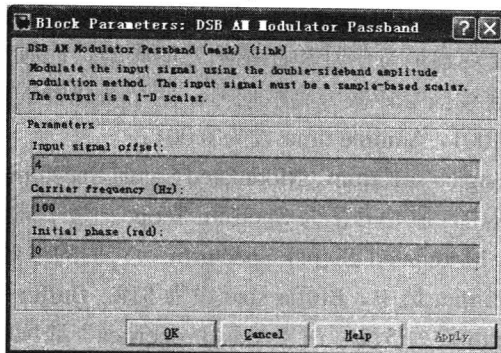 Block Parameters: DSB AM Modulator Passband
DSB AM Modulator Passband (mask) (link)
Modulate the input signal using the double-sideband amplitude
modulation method. The input signal must be a sample-based scalar.
The output is a 1-D scalar.
Parameters
Input signal offset:
4
Carrier frequency (Hz):
100
Initial phase (rad):
0
OK Cancel Help Apply